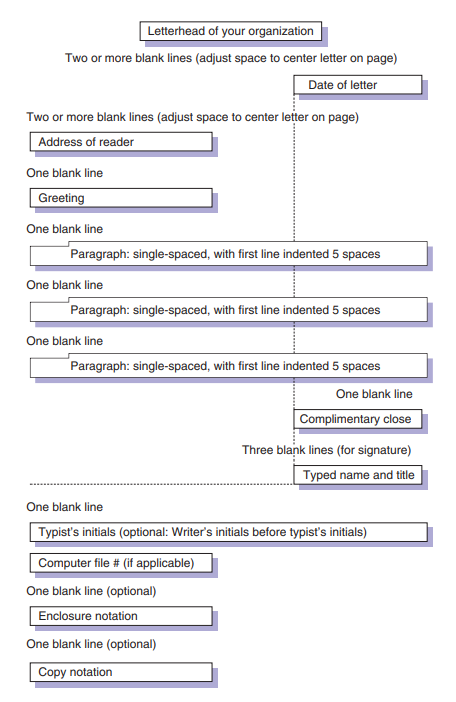 Letterhead of your organization
Two or more blank lines (adjust space to center letter on page)
Date of letter
Two or more blank lines (adjust space to center letter on page)
Address of reader
One blank line
Greeting
One blank line
Paragraph: single-spaced, with first line indented 5 spaces
One blank line
Paragraph: single-spaced, with first line indented 5 spaces
One blank line
Paragraph: single-spaced, with first line indented 5 spaces
One blank line
Complimentary close
Three blank lines (for signature)
Typed name and title
One blank line
Typist's initials (optional: Writer's initials before typist's initials)
Computer file # (if applicable)
One blank line (optional)
Enclosure notation
One blank line (optional)
Copy notation